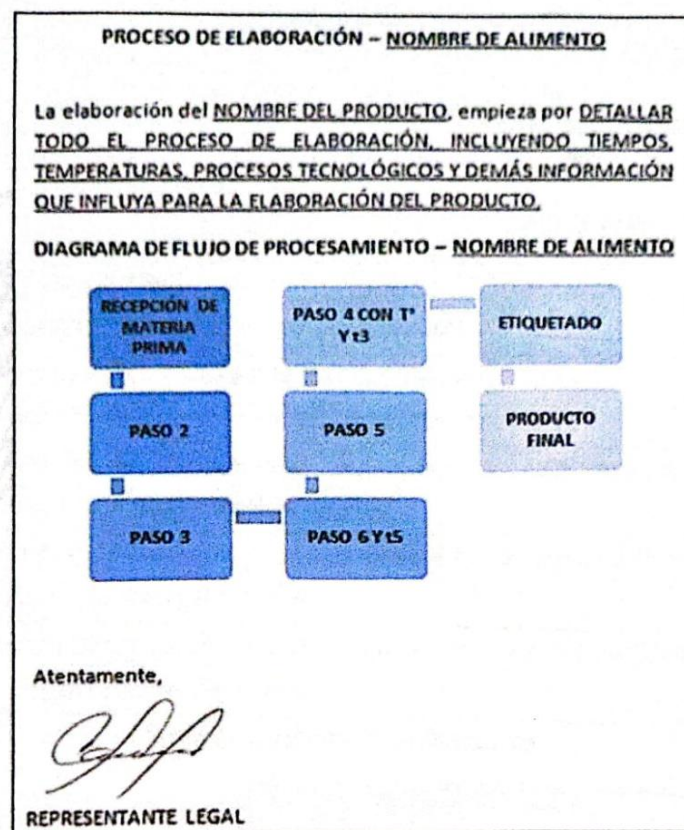 PROCESO DE ELABORACIÓN – NOMBRE DE ALIMENTO
La elaboración del NOMBRE DEL PRODUCTO, empieza por DETALLAR
TODO EL PROCESO DE ELABORACIÓN, INCLUYENDO TIEMPOS,
TEMPERATURAS, PROCESOS TECNOLÓGICOS Y DEMÁS INFORMACIÓN
QUE INFLUYA PARA LA ELABORACIÓN DEL PRODUCTO.
DIAGRAMA DE FLUJO DE PROCESAMIENTO – NOMBRE DE ALIMENTO
RECEPCIÓN DE
MATERIA
PRIMA
PASO 2
PASO 3
PASO 4 CON T°
Y t3
PASO 5
PASO 6 Y t5
ETIQUETADO
PRODUCTO
FINAL
Atentamente,
REPRESENTANTE LEGAL